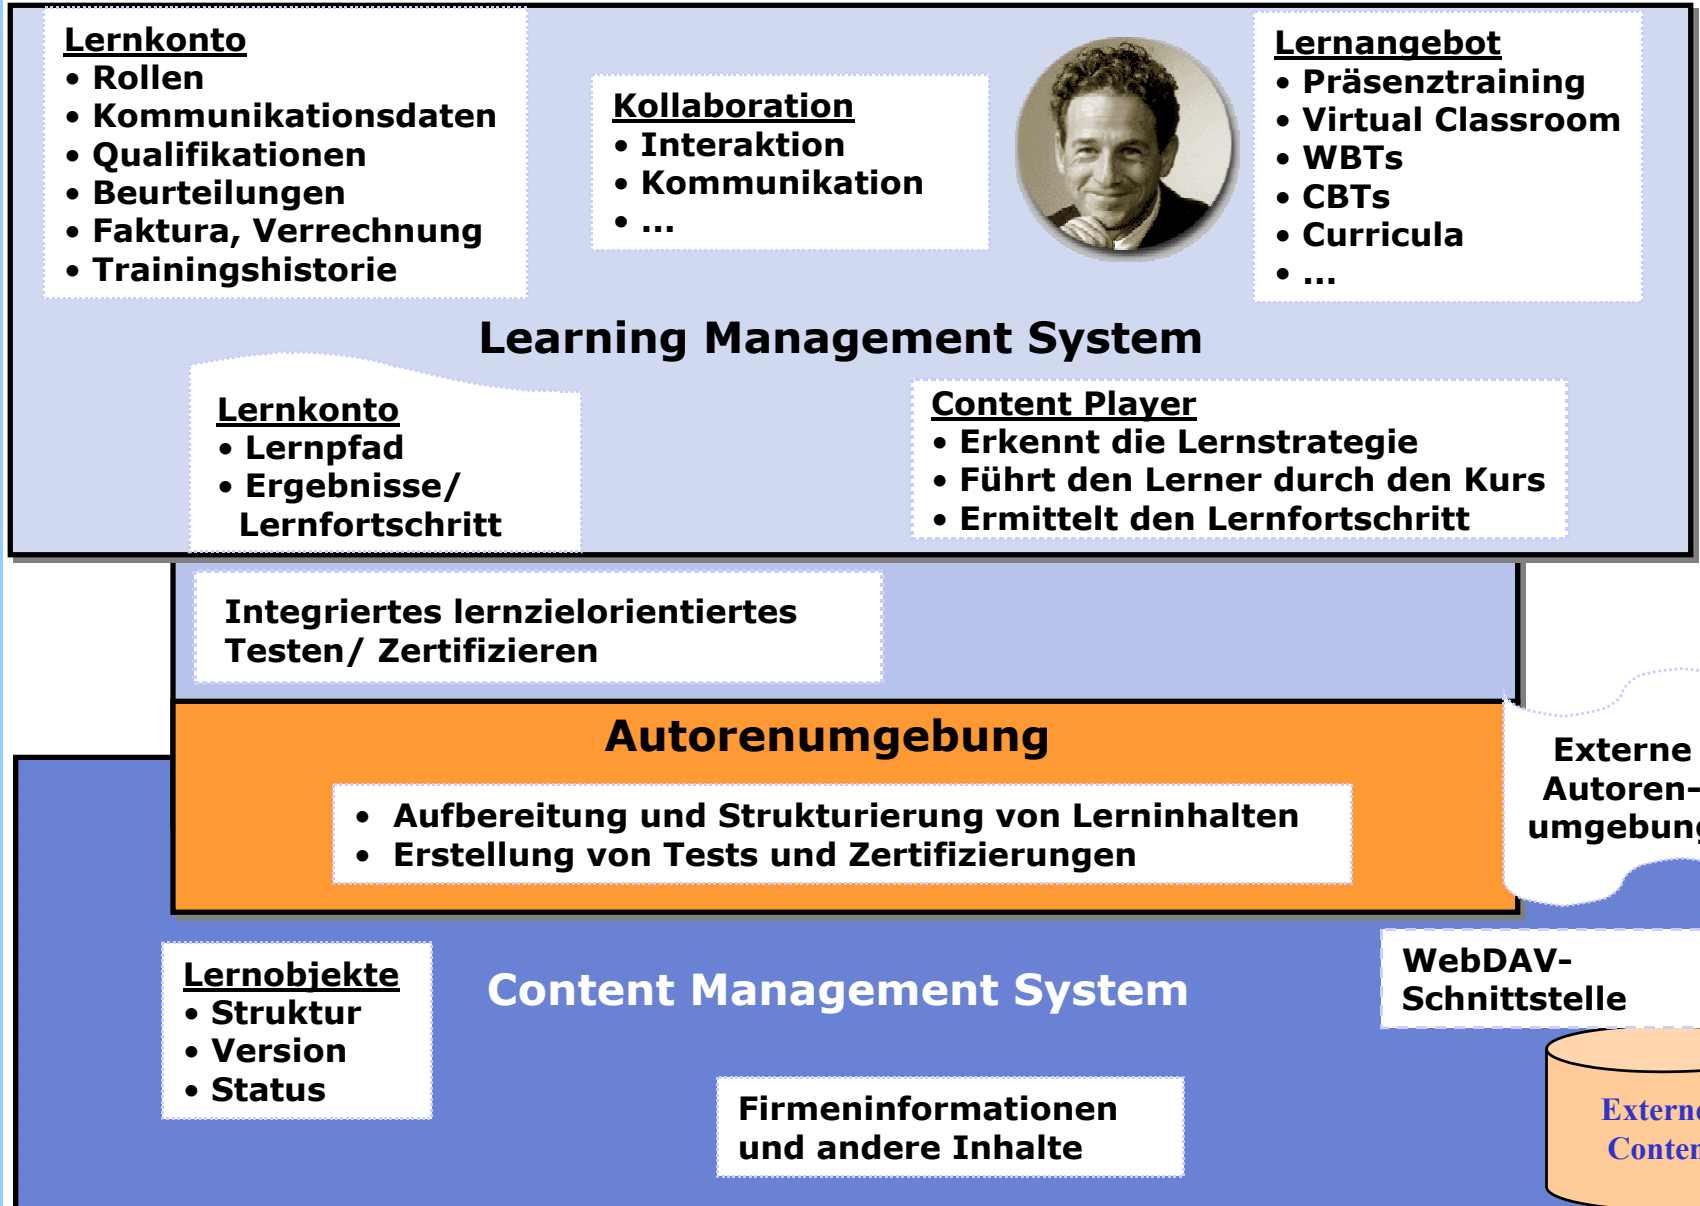 Lernkonto
• Rollen
• Kommunikationsdaten
• Qualifikationen
• Beurteilungen
• Faktura, Verrechnung
• Trainingshistorie
Kollaboration
• Interaktion
• Kommunikation
• ...
Lernangebot
• Präsenztraining
• Virtual Classroom
• WBTs
• CBTs
• Curricula
• ...
Learning Management System
Lernkonto
• Lernpfad
• Ergebnisse/
Lernfortschritt
Content Player
• Erkennt die Lernstrategie
• Führt den Lerner durch den Kurs
• Ermittelt den Lernfortschritt
Integriertes lernzielorientiertes
Testen/ Zertifizieren
Autorenumgebung
• Aufbereitung und Strukturierung von Lerninhalten
• Erstellung von Tests und Zertifizierungen
Externe
Autoren-
umgebung
Lernobjekte
• Struktur
• Version
• Status
Content Management System
WebDAV-
Schnittstelle
Firmeninformationen
und andere Inhalte
Externe
Conten